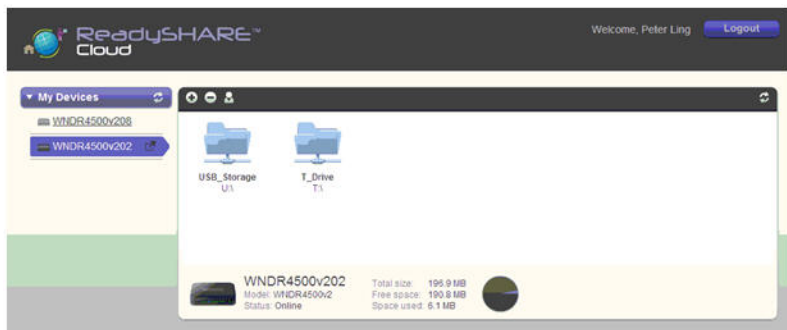 ReadySHARE™
Cloud
Welcome, Peter Ling
Logout
My Devices
WNDR4500v208
WNDR4500v202
USB_Storage
U:\
T_Drive
T:\
WNDR4500v202
Model: WNDR4500v2
Status: Online
Total size: 196.9 MB
Free space: 190.8 MB
Space used: 6.1 MB